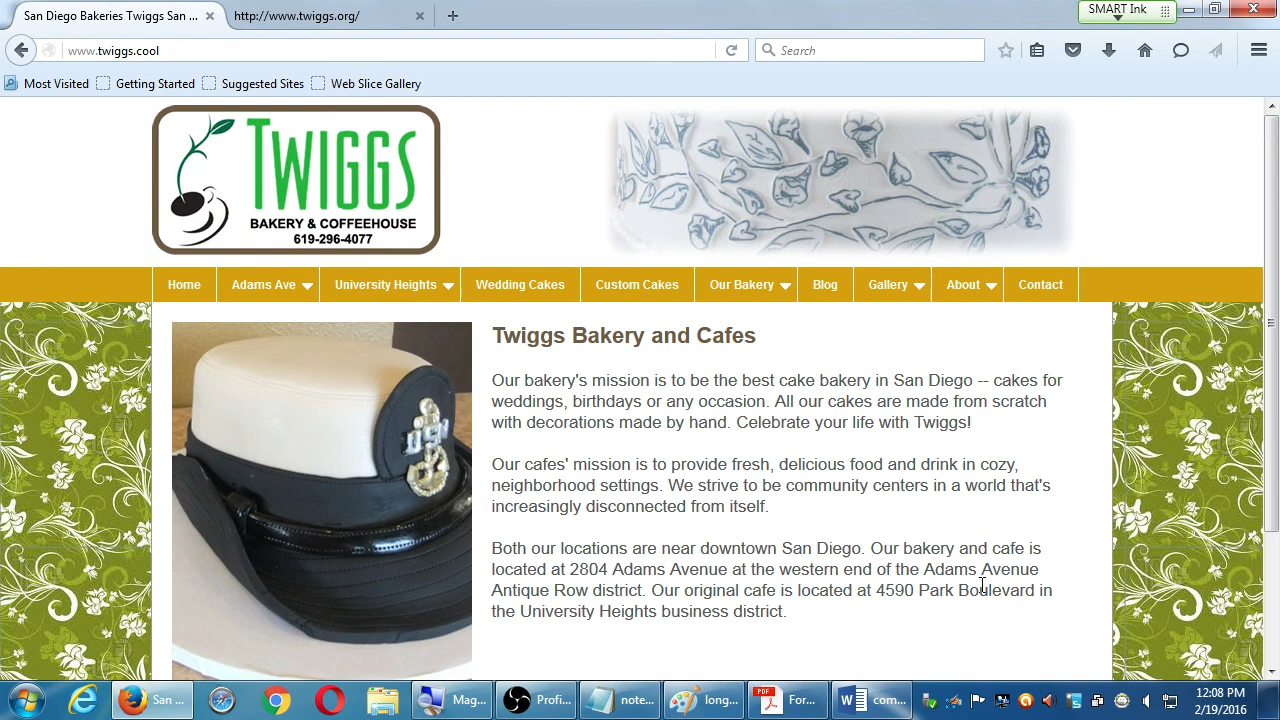 San Diego Bakeries Twiggs San ...
http://www.twiggs.org/
SMART Ink
www.twiggs.cool
Search
Most Visited
Getting Started
Suggested Sites
Web Slice Gallery
TWIGGS
BAKERY & COFFEEHOUSE
619-296-4077
Home
Adams Ave
University Heights
Wedding Cakes
Custom Cakes
Our Bakery
Blog
Gallery
About
Contact
Twiggs Bakery and Cafes
Our bakery's mission is to be the best cake bakery in San Diego -- cakes for
weddings, birthdays or any occasion. All our cakes are made from scratch
with decorations made by hand. Celebrate your life with Twiggs!
Our cafes' mission is to provide fresh, delicious food and drink in cozy,
neighborhood settings. We strive to be community centers in a world that's
increasingly disconnected from itself.
Both our locations are near downtown San Diego. Our bakery and cafe is
located at 2804 Adams Avenue at the western end of the Adams Avenue
Antique Row district. Our original cafe is located at 4590 Park Boulevard in
the University Heights business district.
San ...
Mag...
Profi...
note...
long...
PDF
For...
com...
12:08 PM
2/19/2016